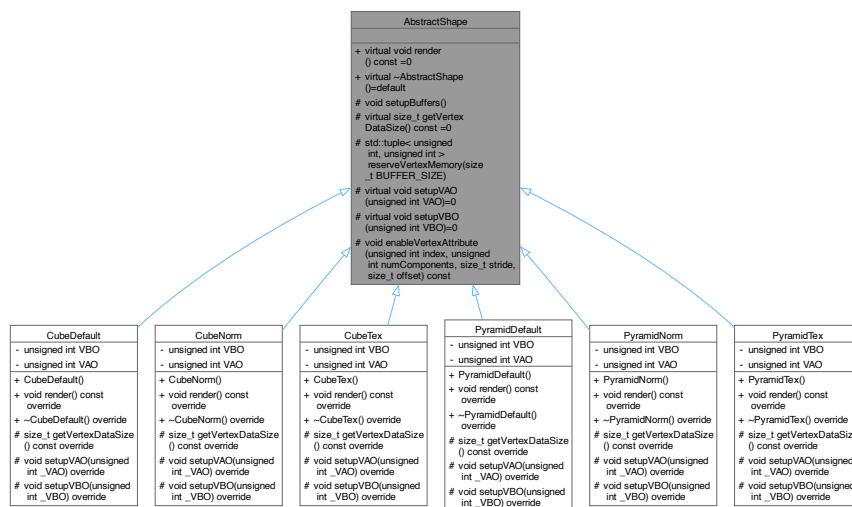 AbstractShape
+ virtual void render
() const =0
+ virtual ~AbstractShape
()=default
# void setupBuffers()
# virtual size_t getVertex
DataSize() const =0
# std::tuple< unsigned
int, unsigned int >
reserveVertexMemory(size
_t BUFFER_SIZE)
# virtual void setupVAO
(unsigned int VAO)=0
# virtual void setupVBO
(unsigned int VBO)=0
# void enableVertexAttribute
(unsigned int index, unsigned
int numComponents, size_t stride,
size_t offset) const
CubeDefault
- unsigned int VBO
- unsigned int VAO
+ CubeDefault()
+ void render() const
override
+ ~CubeDefault() override
# size_t getVertexDataSize
() const override
# void setupVAO(unsigned
int _VAO) override
# void setupVBO(unsigned
int _VBO) override
CubeNorm
- unsigned int VBO
- unsigned int VAO
+ CubeNorm()
+ void render() const
override
+ ~CubeNorm() override
# size_t getVertexDataSize
() const override
# void setupVAO(unsigned
int _VAO) override
# void setupVBO(unsigned
int _VBO) override
CubeTex
- unsigned int VBO
- unsigned int VAO
+ CubeTex()
+ void render() const
override
+ ~CubeTex() override
# size_t getVertexDataSize
() const override
# void setupVAO(unsigned
int _VAO) override
# void setupVBO(unsigned
int _VBO) override
PyramidDefault
- unsigned int VBO
- unsigned int VAO
+ PyramidDefault()
+ void render() const
override
+ ~PyramidDefault()
override
# size_t getVertexDataSize
() const override
# void setupVAO(unsigned
int _VAO) override
# void setupVBO(unsigned
int _VBO) override
PyramidNorm
- unsigned int VBO
- unsigned int VAO
+ PyramidNorm()
+ void render() const
override
+ ~PyramidNorm() override
# size_t getVertexDataSize
() const override
# void setupVAO(unsigned
int _VAO) override
# void setupVBO(unsigned
int _VBO) override
PyramidTex
- unsigned int VBO
- unsigned int VAO
+ PyramidTex()
+ void render() const
override
+ ~PyramidTex() override
# size_t getVertexDataSize
() const override
# void setupVAO(unsigned
int _VAO) override
# void setupVBO(unsigned
int _VBO) override